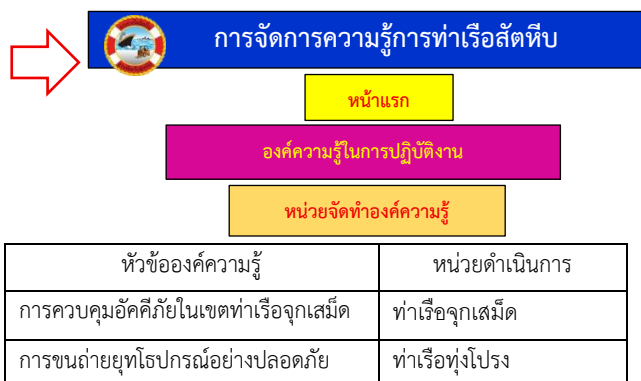 การจัดการความรู้การท่าเรือสัตหีบ
หน้าแรก
องค์ความรู้ในการปฏิบัติงาน
หน่วยจัดทำองค์ความรู้
หัวข้อองค์ความรู้ หน่วยดำเนินการ
การควบคุมอัคคีภัยในเขตท่าเรือจุกเสม็ด ท่าเรือจุกเสม็ด
การขนถ่ายยุทโธปกรณ์อย่างปลอดภัย ท่าเรือทุ่งโปรง